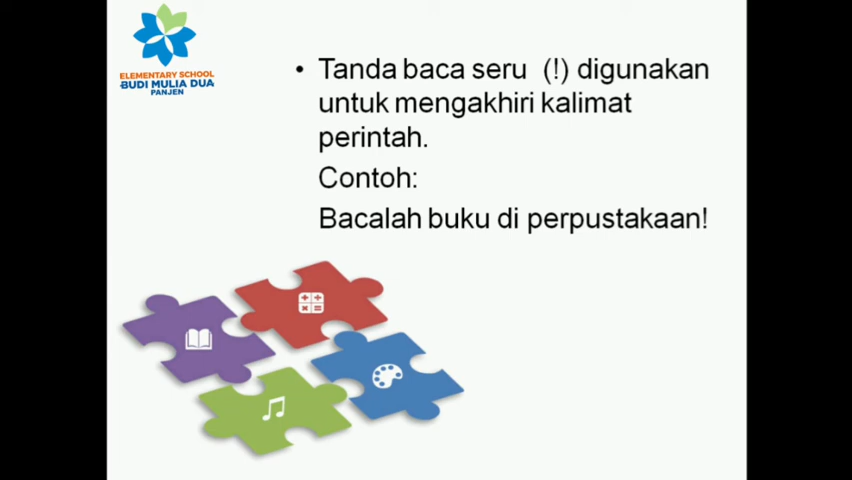 ELEMENTARY SCHOOL
BUDI MULIA DUA
PANJEN
• Tanda baca seru (!) digunakan
untuk mengakhiri kalimat
perintah.
Contoh:
Bacalah buku di perpustakaan!